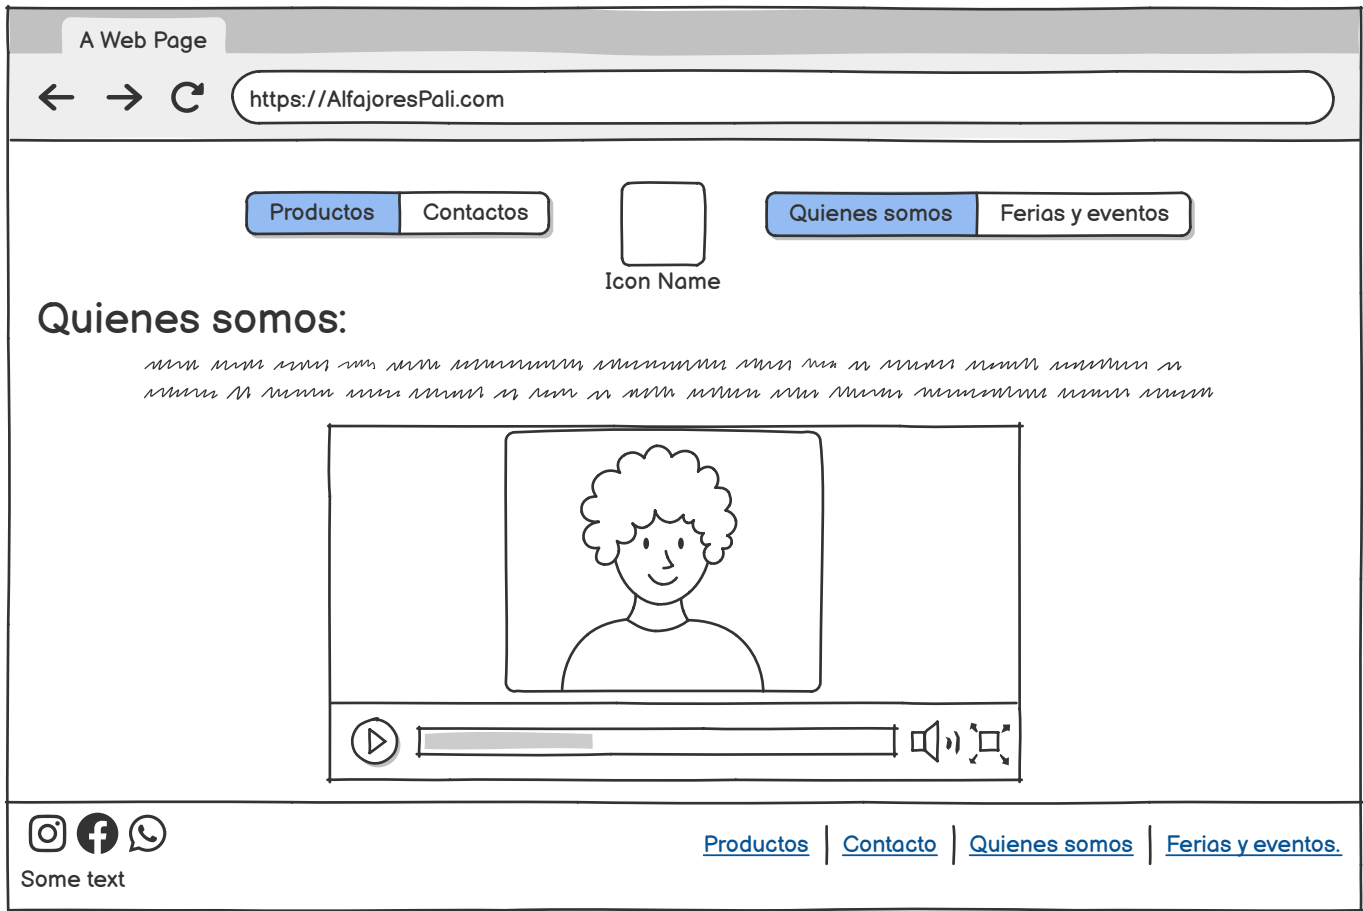 A Web Page
https://AlfajoresPali.com
Productos Contactos Quienes somos Ferias y eventos
Icon Name
Quienes somos:
Productos Contacto Quienes somos Ferias y eventos.
Some text